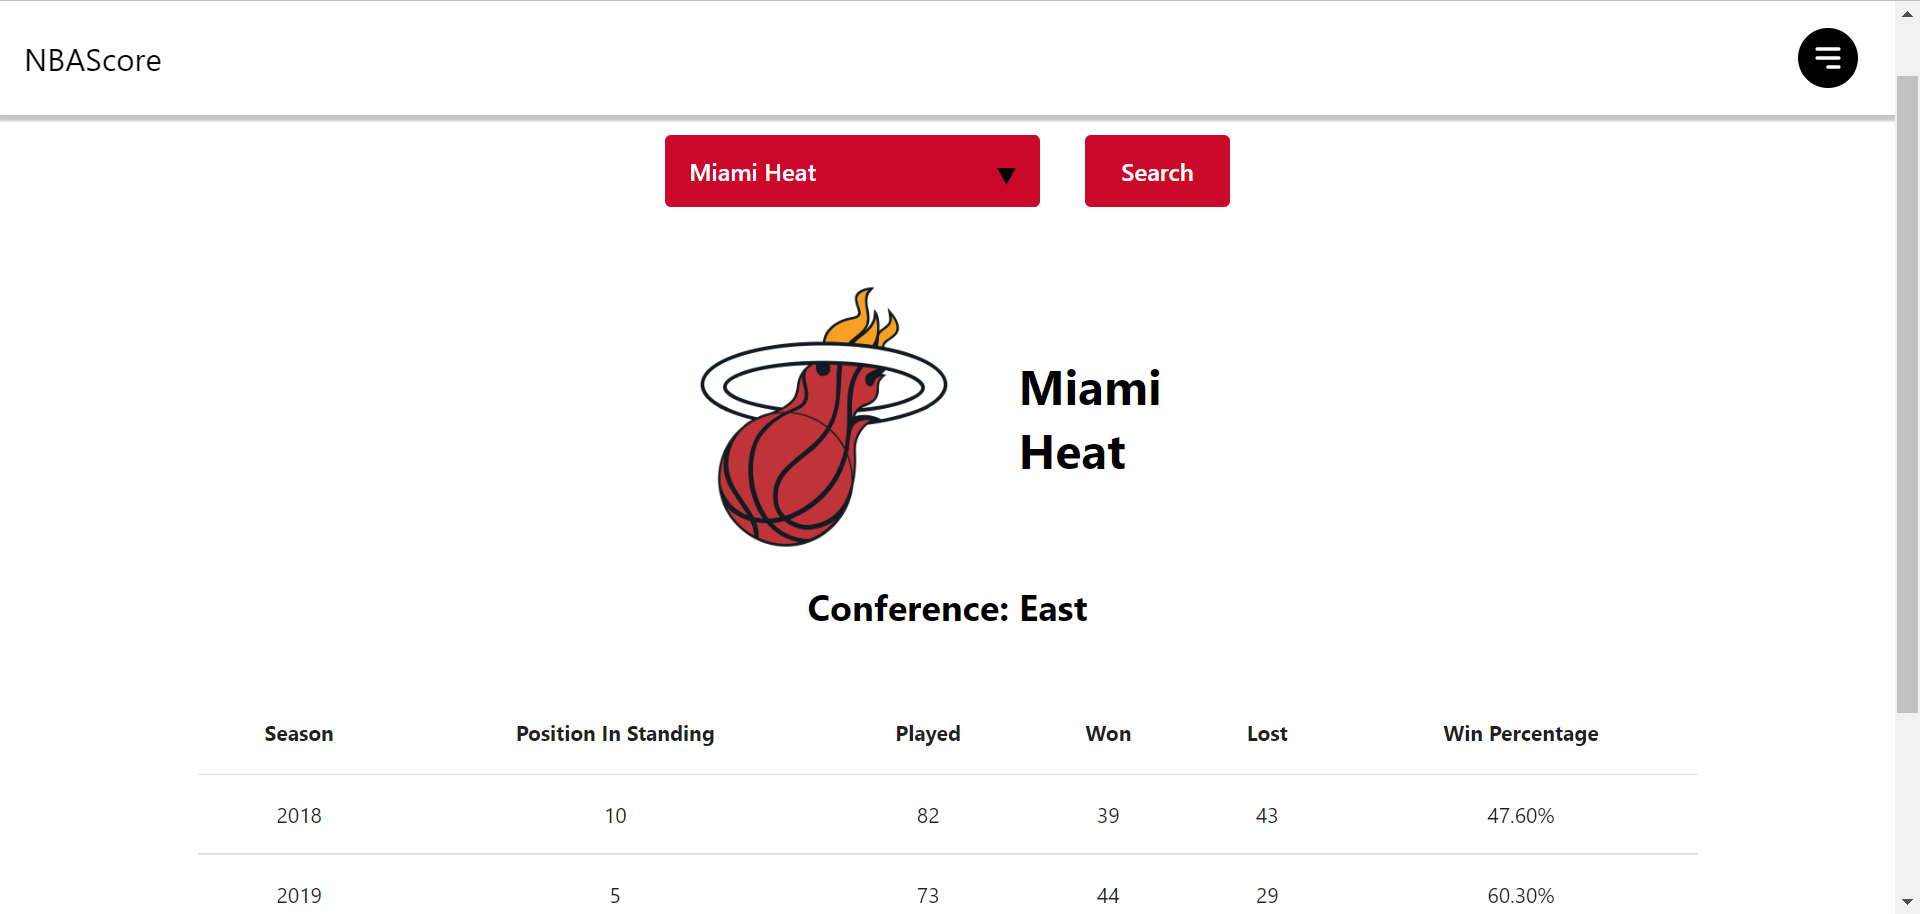 NBAScore
Miami Heat Search
Miami
Heat
Conference: East
Season Position In Standing Played Won Lost Win Percentage
2018 10 82 39 43 47.60%
2019 5 73 44 29 60.30%